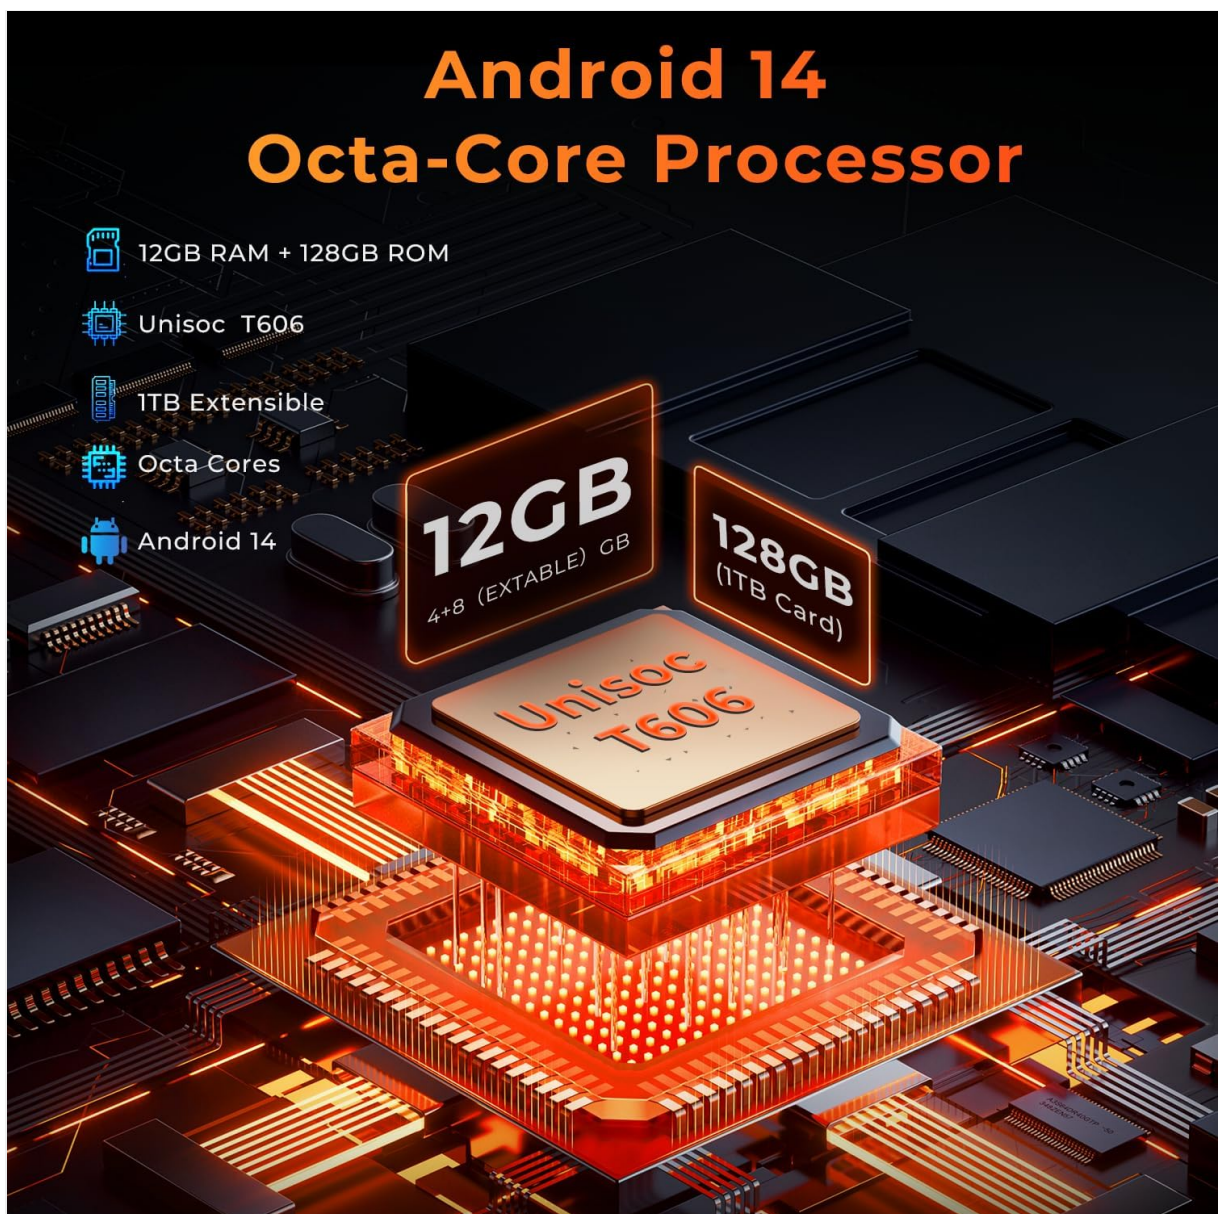 Android 14
Octa-Core Processor
12GB RAM + 128GB ROM
Unisoc T606
1TB Extensible
Octa Cores
Android 14
12GB
4+8（EXTABLE）GB
128GB
(1TB Card)
Unisoc
T606